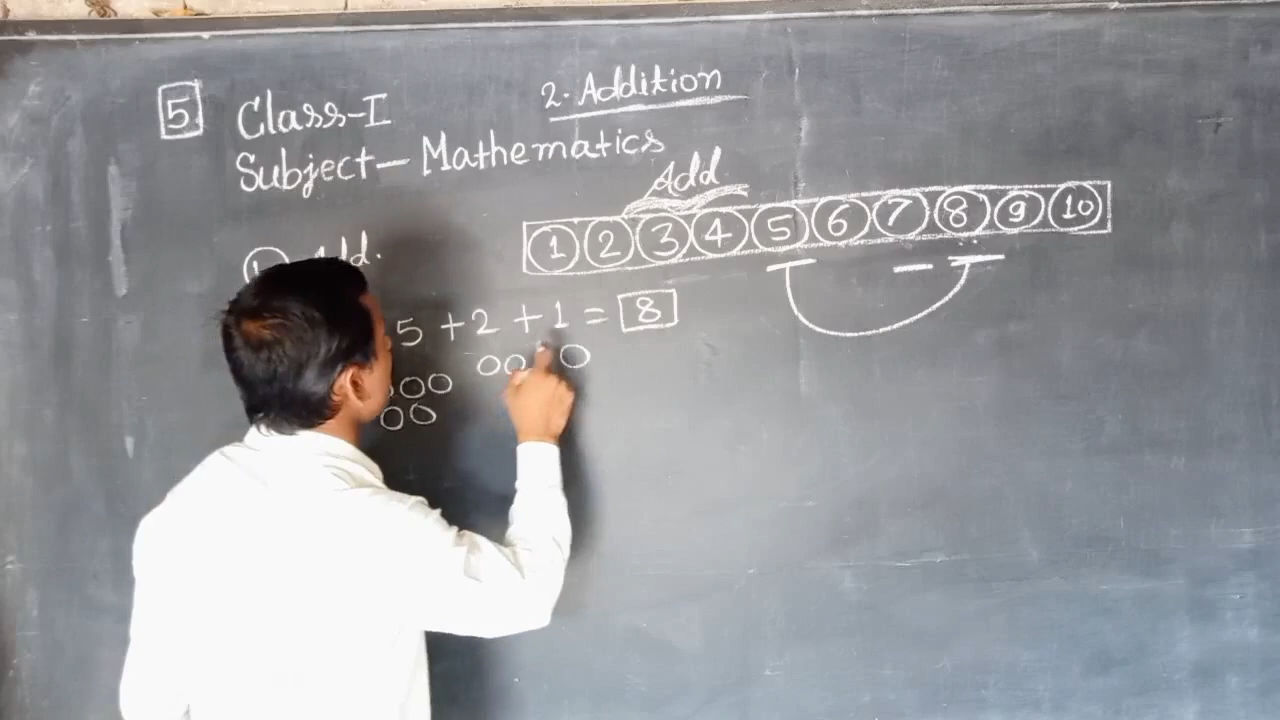 5 Class-I
2. Addition
Subject- Mathematics
Add
1 2 3 4 5 6 7 8 9 10
Add.
5 + 2 + 1 = 8